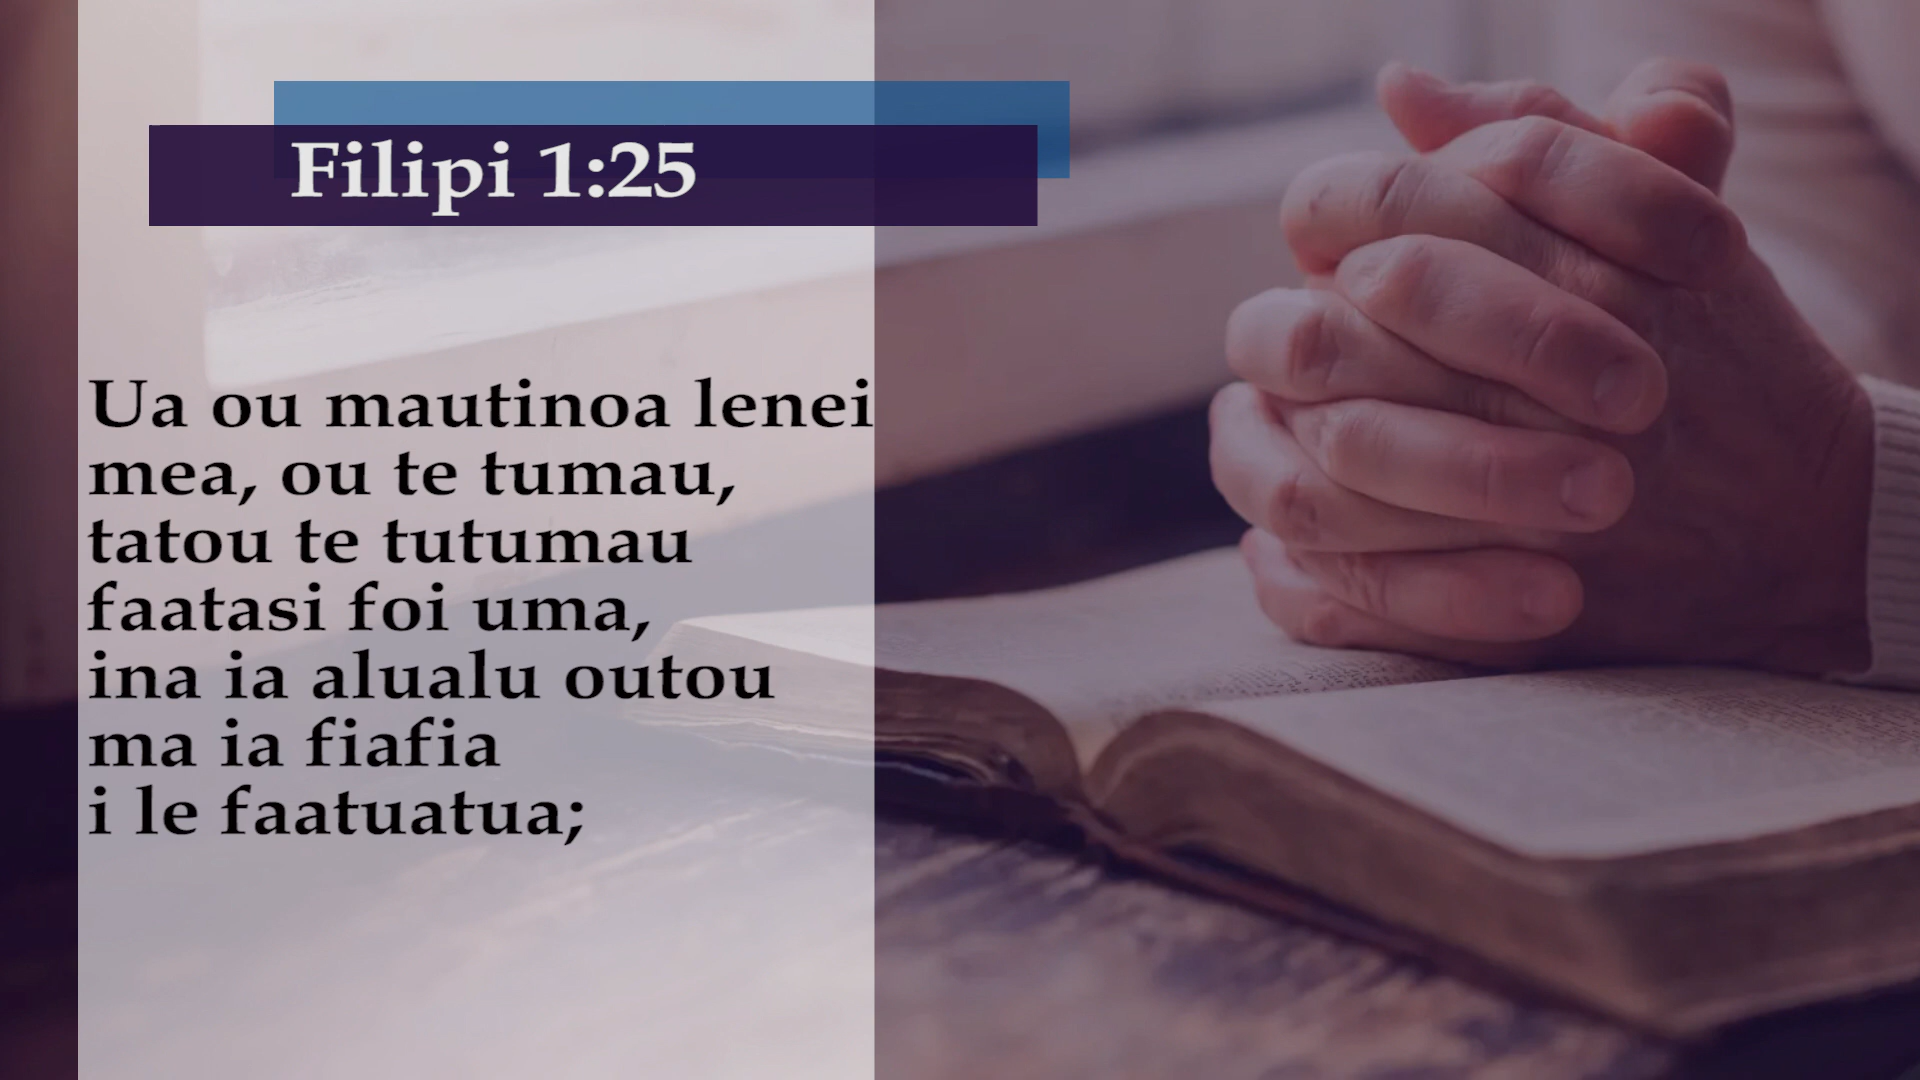 Filipi 1:25
Ua ou mautinoa lenei
mea, ou te tumau,
tatou te tutumau
faatasi foi uma,
ina ia alualu outou
ma ia fiafia
i le faatuatua;